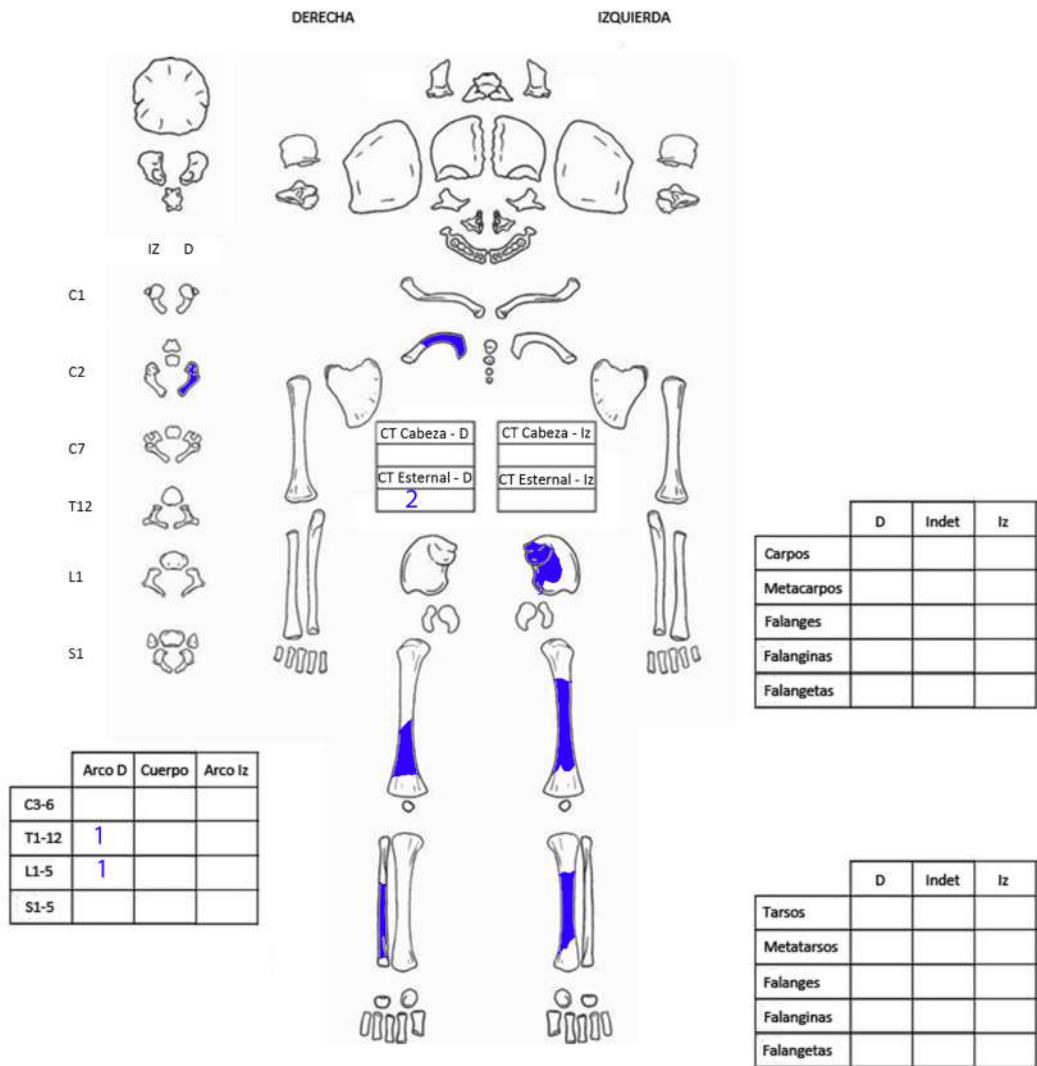 DERECHA IZQUIERDA
IZ D
C1
C2
C7
T12
L1
S1
CT Cabeza - D
CT Esternal - D
2
CT Cabeza - Iz
CT Esternal - Iz
D Indet Iz
Carpos
Metacarpos
Falanges
Falanginas
Falangetas
Arco D Cuerpo Arco Iz
C3-6
T1-12 1
L1-5 1
S1-5
D Indet Iz
Tarsos
Metatarsos
Falanges
Falanginas
Falangetas